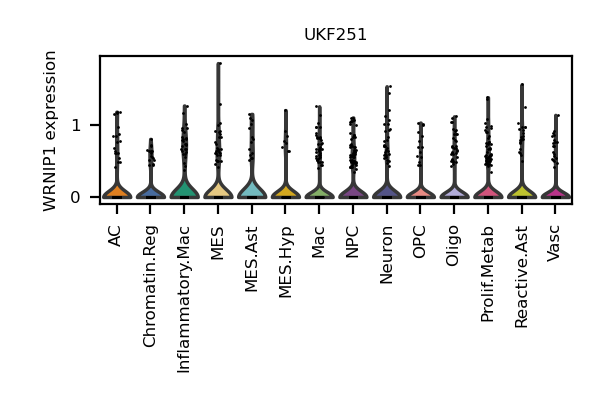 UKF251
WRNIP1 expression
1
0
AC
Chromatin.Reg
Inflammatory.Mac
MES
MES.Ast
MES.Hyp
Mac
NPC
Neuron
OPC
Oligo
Prolif.Metab
Reactive.Ast
Vasc